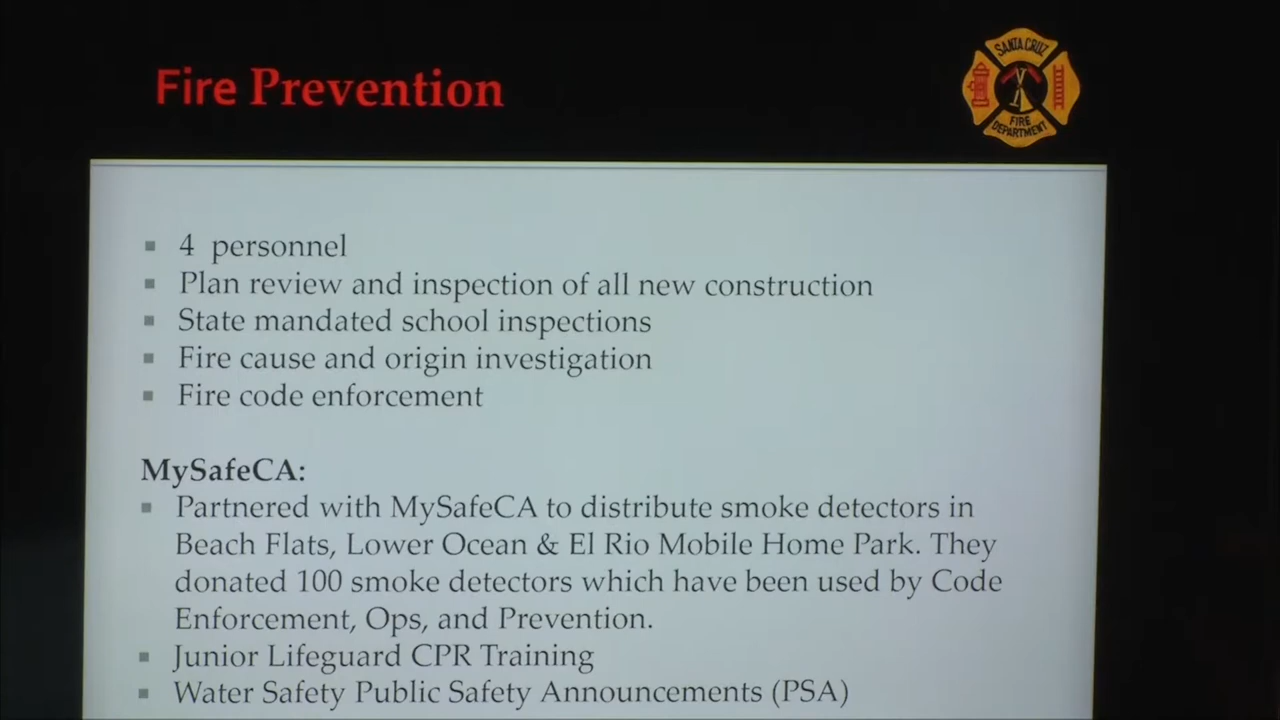 Fire Prevention
SANTA CRUZ
FIRE
DEPARTMENT
▪ 4 personnel
▪ Plan review and inspection of all new construction
▪ State mandated school inspections
▪ Fire cause and origin investigation
▪ Fire code enforcement
MySafeCA:
▪ Partnered with MySafeCA to distribute smoke detectors in
Beach Flats, Lower Ocean & El Rio Mobile Home Park. They
donated 100 smoke detectors which have been used by Code
Enforcement, Ops, and Prevention.
▪ Junior Lifeguard CPR Training
▪ Water Safety Public Safety Announcements (PSA)